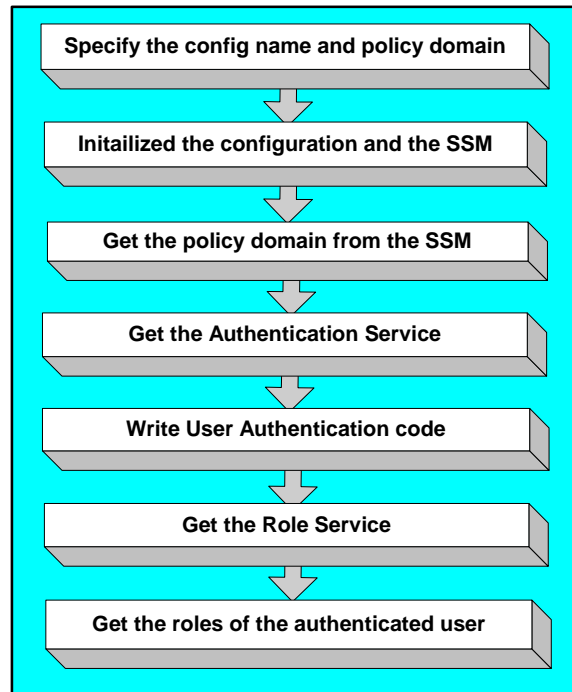 Specify the config name and policy domain
Initailized the configuration and the SSM
Get the policy domain from the SSM
Get the Authentication Service
Write User Authentication code
Get the Role Service
Get the roles of the authenticated user